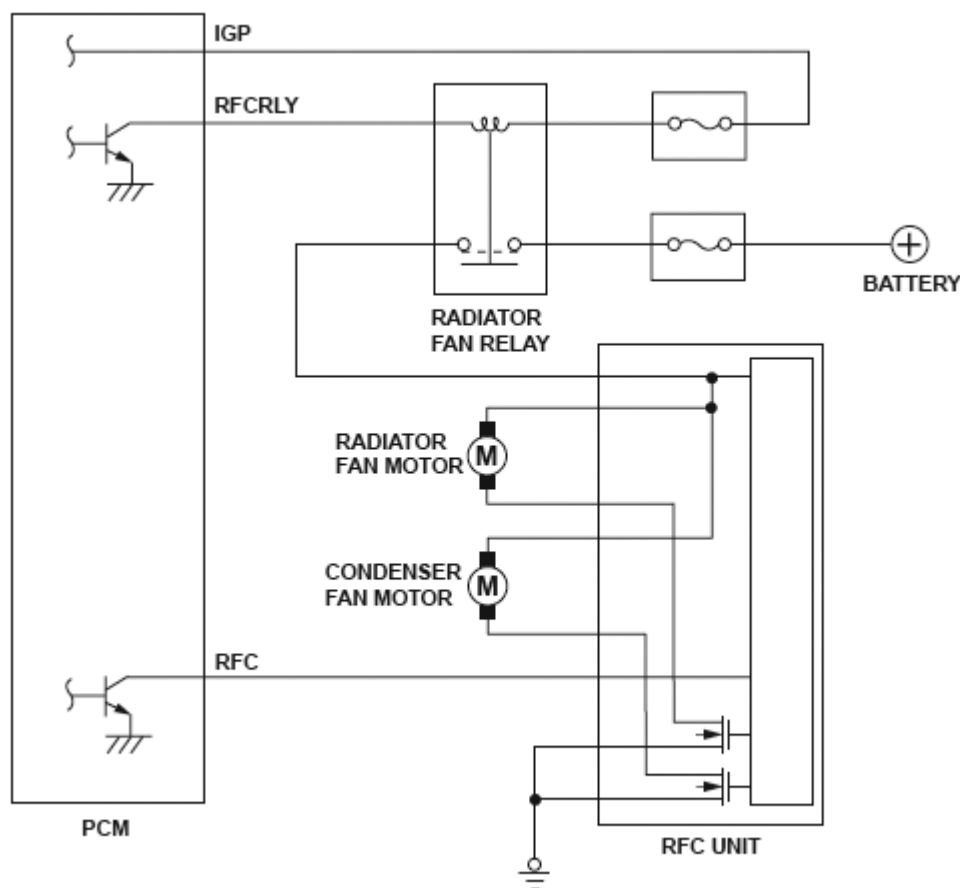 IGP
RFCRLY
BATTERY
RADIATOR
FAN RELAY
RADIATOR
FAN MOTOR
M
CONDENSER
FAN MOTOR
M
RFC
PCM
RFC UNIT